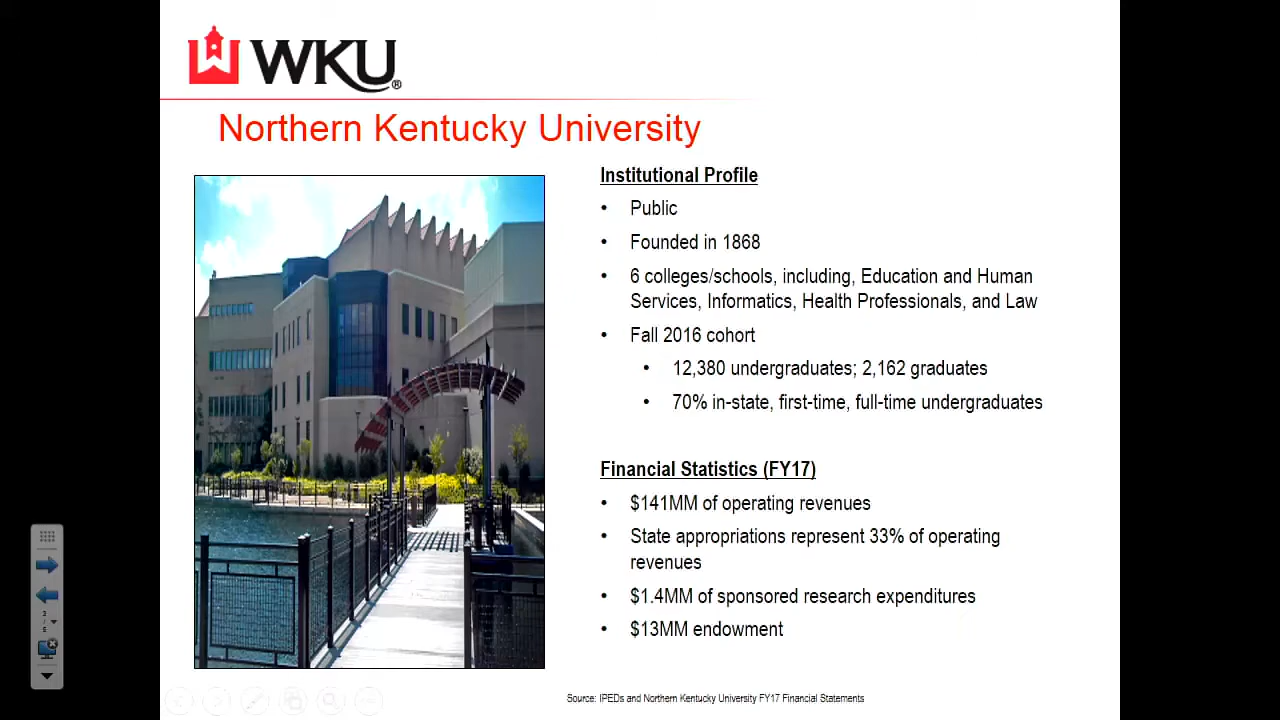 WKU®
Northern Kentucky University
Institutional Profile
• Public
• Founded in 1868
• 6 colleges/schools, including, Education and Human
Services, Informatics, Health Professionals, and Law
• Fall 2016 cohort
• 12,380 undergraduates; 2,162 graduates
• 70% in-state, first-time, full-time undergraduates
Financial Statistics (FY17)
• $141MM of operating revenues
• State appropriations represent 33% of operating
revenues
• $1.4MM of sponsored research expenditures
• $13MM endowment
Source: IPEDs and Northern Kentucky University FY17 Financial Statements